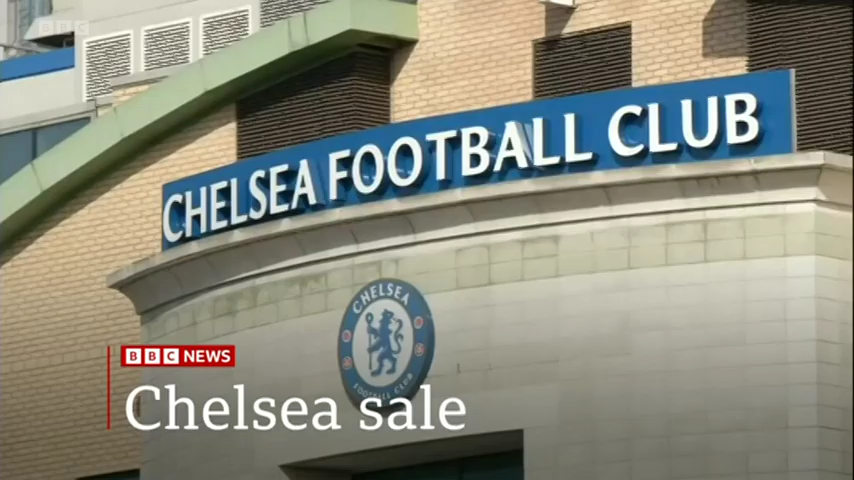 BBC
CHELSEA FOOTBALL CLUB
CHELSEA
FOOTBALL CLUB
BBC NEWS
Chelsea sale